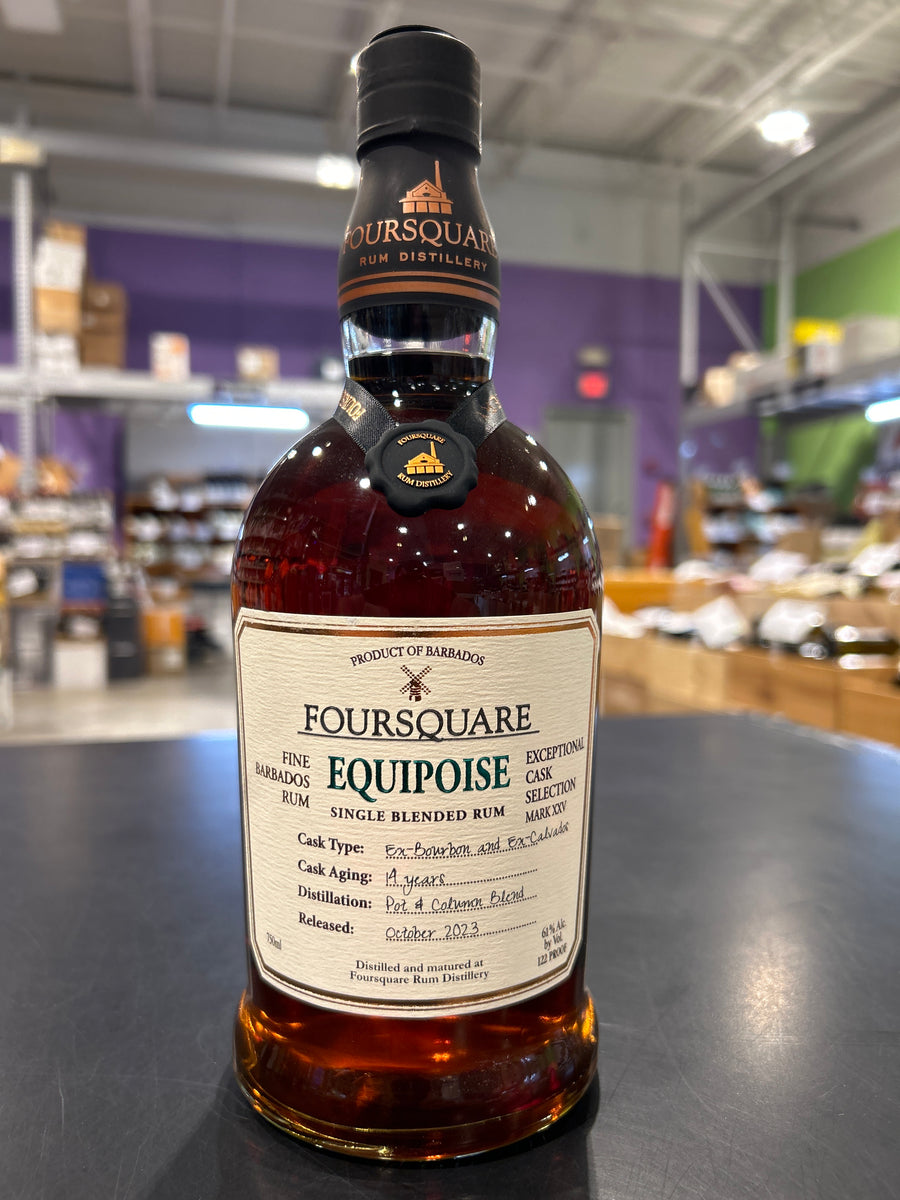 FOURSQUARE
RUM DISTILLERY
FOURSQUARE
RUM DISTILLERY
PRODUCT OF BARBADOS
FOURSQUARE
FINE
BARBADOS
RUM
EQUIPOISE
SINGLE BLENDED RUM
EXCEPTIONAL
CASK
SELECTION
MARK XXV
Cask Type: Ex-Bourbon and Ex-Calvados
Cask Aging: 14 years
Distillation: Pot & Column Blend
Released: October 2023
750ml
61% Alc.
by Vol.
122 PROOF
Distilled and matured at
Foursquare Rum Distillery